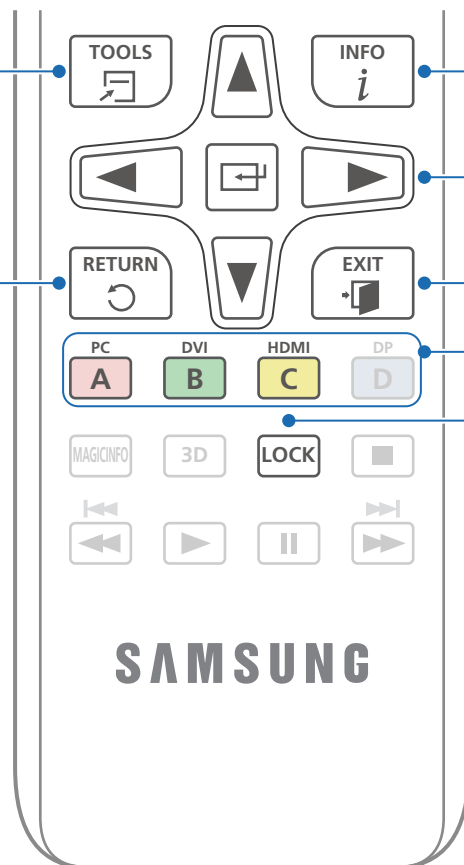 TOOLS INFO
i
RETURN EXIT
PC DVI HDMI DP
A B C D
MAGICINFO 3D LOCK
SAMSUNG